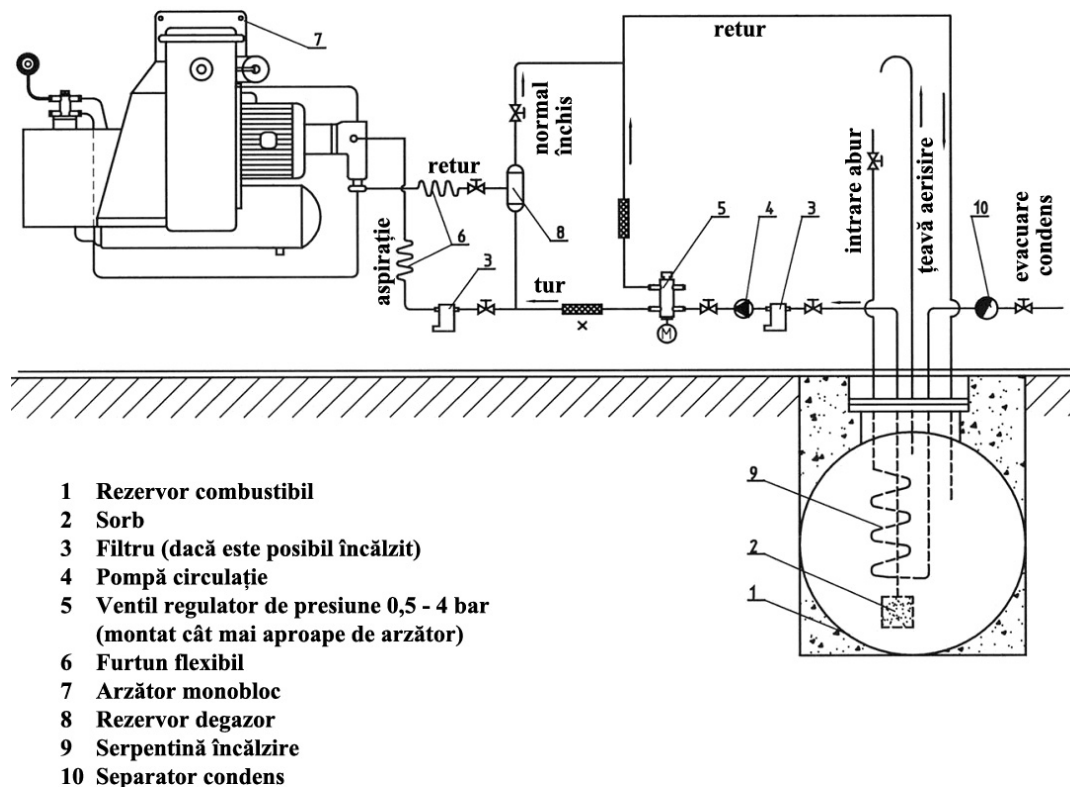 7
retur
normal
închis
retur
intrare abur
țeavă aerisire
evacuare
condens
aspirație
6
8
5
4
3
10
3
tur
x
M
9
2
1
1 Rezervor combustibil
2 Sorb
3 Filtru (dacă este posibil încălzit)
4 Pompă circulație
5 Ventil regulator de presiune 0,5 - 4 bar
(montat cât mai aproape de arzător)
6 Furtun flexibil
7 Arzător monobloc
8 Rezervor degazor
9 Serpentină încălzire
10 Separator condens